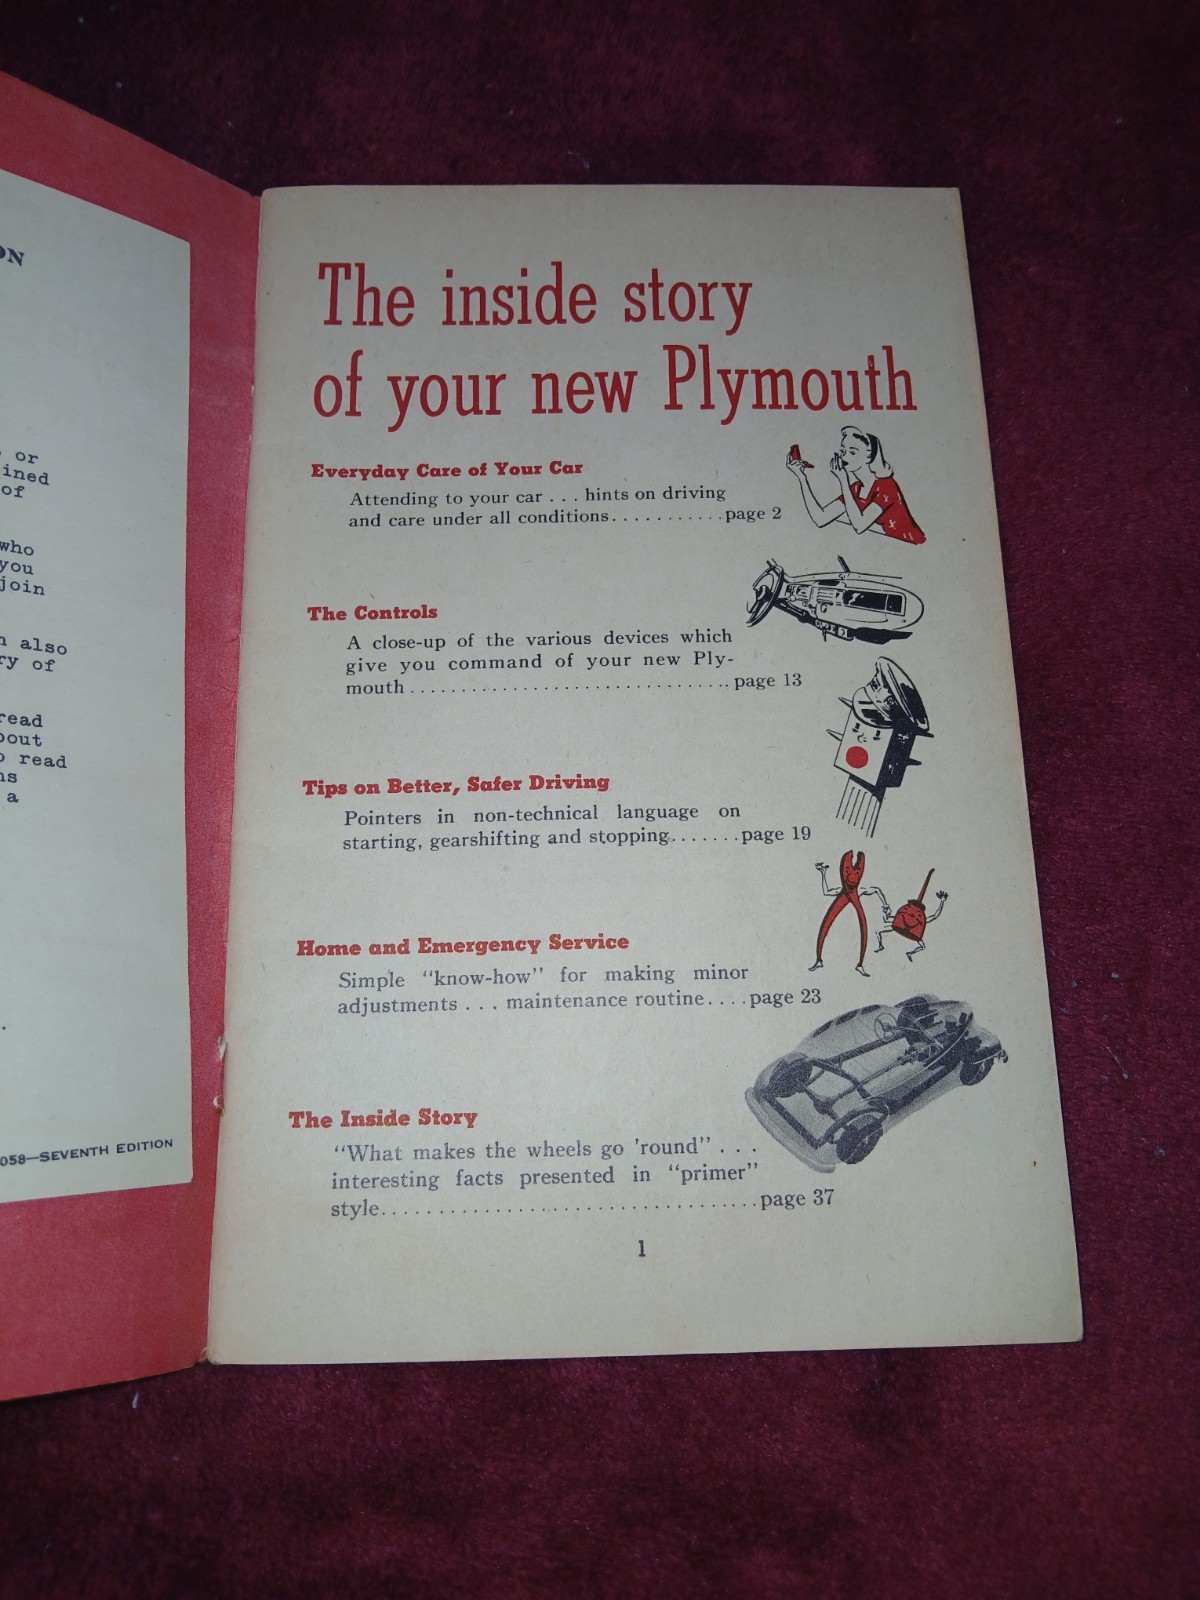 ON
or
ined
of
who
you
join
also
ry of
read
bout
o read
ns
a
058—SEVENTH EDITION
The inside story
of your new Plymouth
Everyday Care of Your Car
Attending to your car . . . hints on driving
and care under all conditions...........page 2
The Controls
A close-up of the various devices which
give you command of your new Ply-
mouth ................................page 13
Tips on Better, Safer Driving
Pointers in non-technical language on
starting, gearshifting and stopping.......page 19
Home and Emergency Service
Simple "know-how" for making minor
adjustments . . . maintenance routine....page 23
The Inside Story
"What makes the wheels go 'round" . . .
interesting facts presented in "primer"
style..................................page 37
1